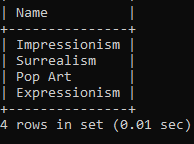 | Name          |
+---------------+
| Impressionism |
| Surrealism    |
| Pop Art       |
| Expressionism |
+---------------+
4 rows in set (0.01 sec)